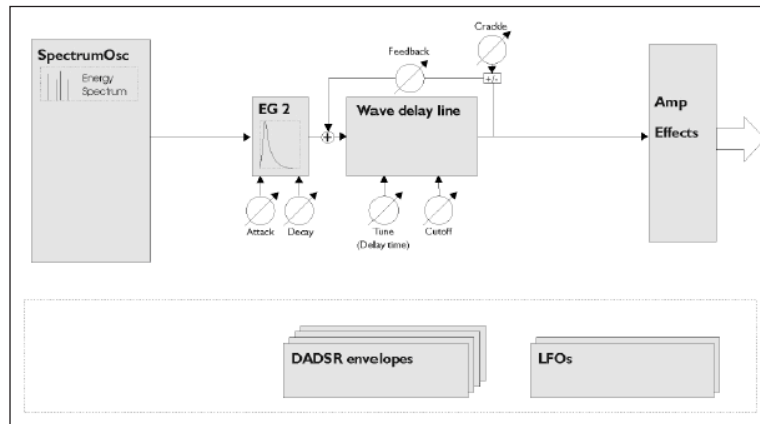 SpectrumOsc
Energy
Spectrum
Crackle
Feedback
+/-
EG 2
+
Wave delay line
Amp
Effects
Attack
Decay
Tune
(Delay time)
Cutoff
DADSR envelopes
LFOs